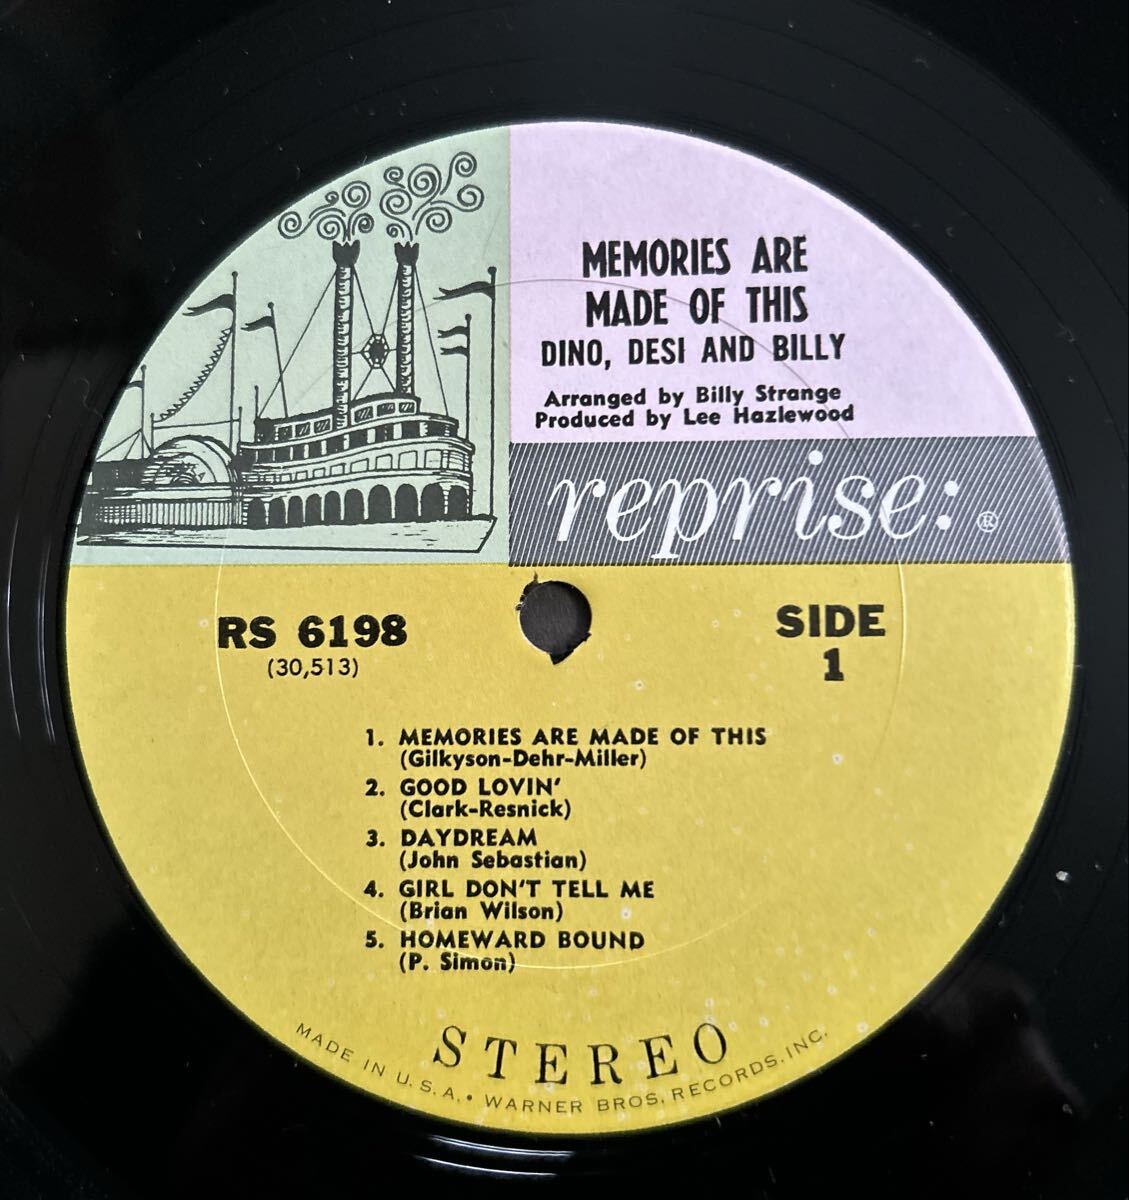 MEMORIES ARE
MADE OF THIS
DINO, DESI AND BILLY
Arranged by Billy Strange
Produced by Lee Hazlewood
reprise: ®
RS 6198
(30,513)
SIDE
1
1. MEMORIES ARE MADE OF THIS
(Gilkyson-Dehr-Miller)
2. GOOD LOVIN'
(Clark-Resnick)
3. DAYDREAM
(John Sebastian)
4. GIRL DON'T TELL ME
(Brian Wilson)
5. HOMEWARD BOUND
(P. Simon)
STEREO
MADE IN U.S.A. • WARNER BROS. RECORDS, INC.